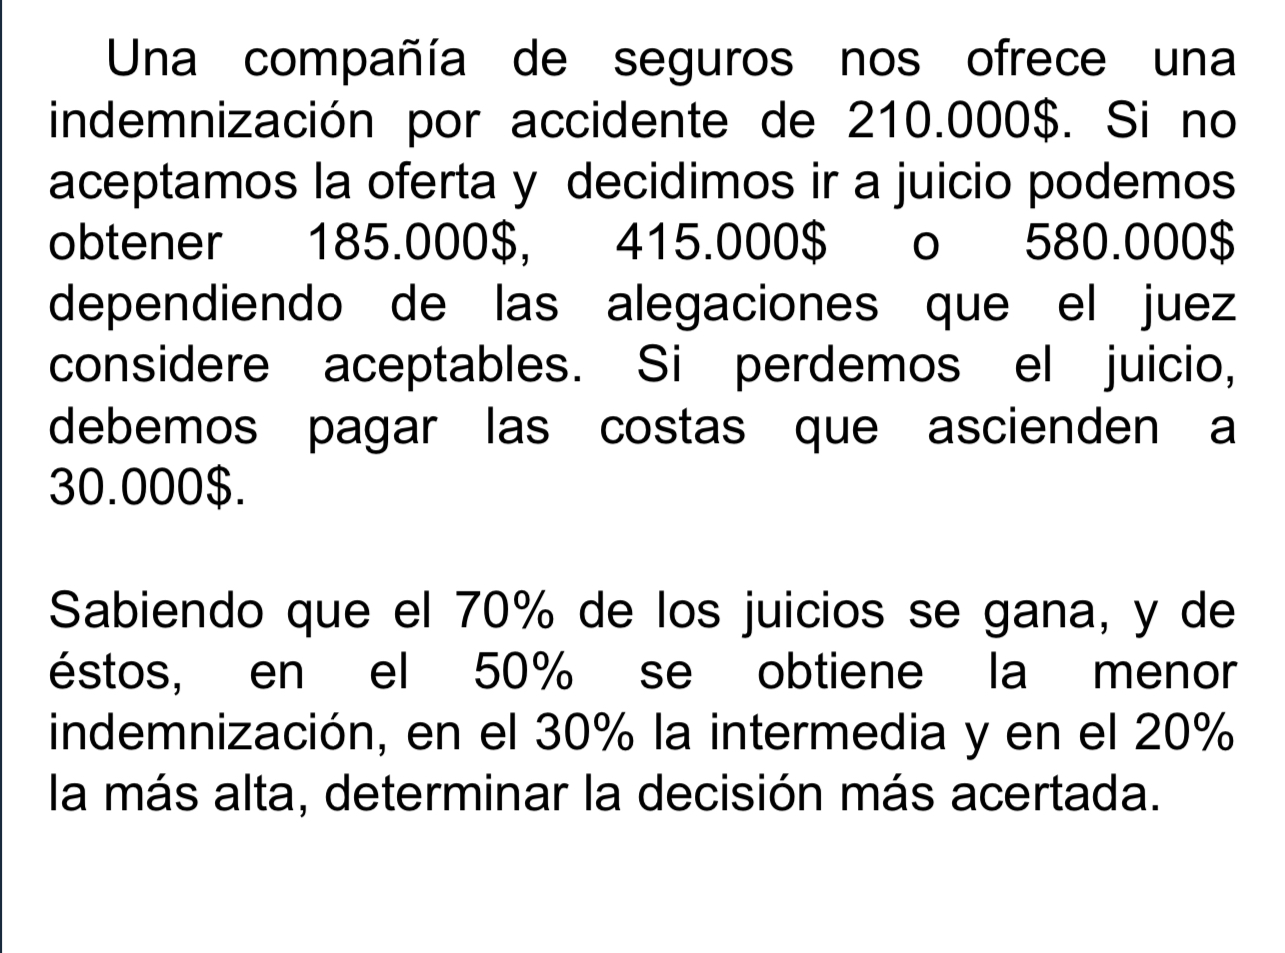 Una compañía de seguros nos ofrece una
indemnización por accidente de 210.000$. Si no
aceptamos la oferta y decidimos ir a juicio podemos
obtener 185.000$, 415.000$ o 580.000$
dependiendo de las alegaciones que el juez
considere aceptables. Si perdemos el juicio,
debemos pagar las costas que ascienden a
30.000$.
Sabiendo que el 70% de los juicios se gana, y de
éstos, en el 50% se obtiene la menor
indemnización, en el 30% la intermedia y en el 20%
la más alta, determinar la decisión más acertada.